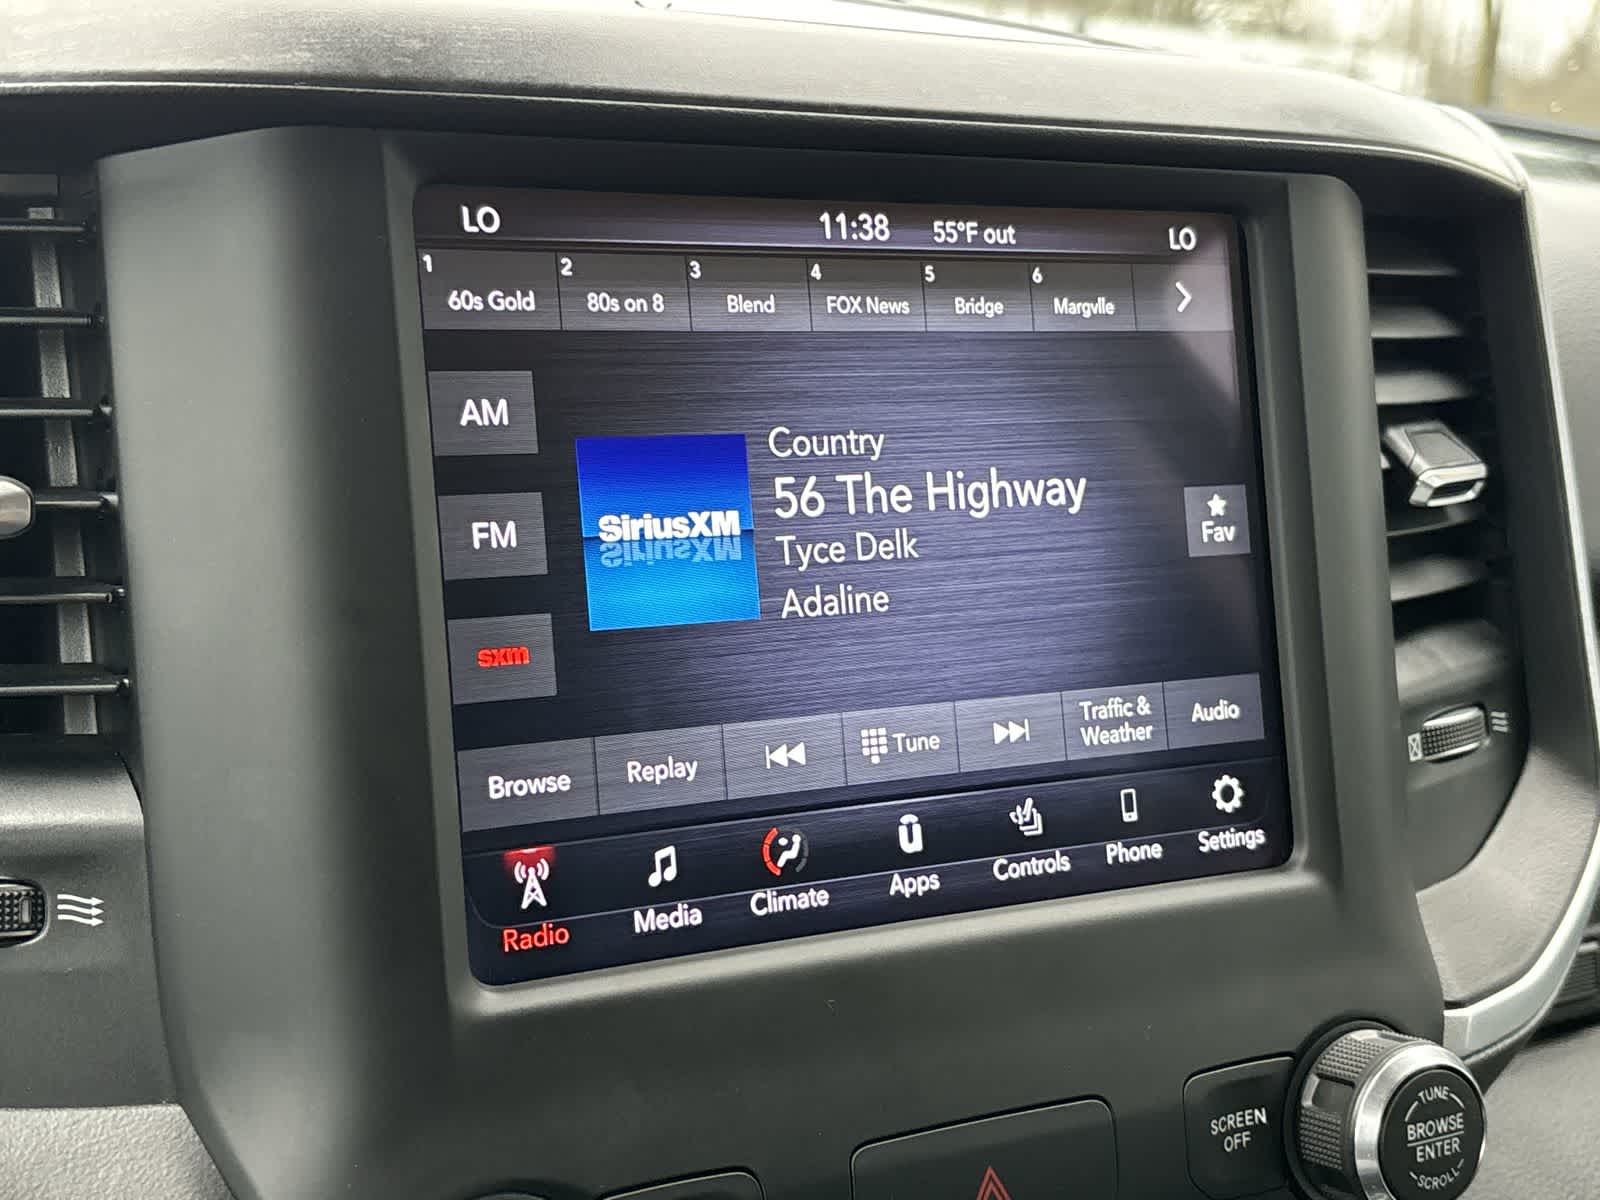 LO 11:38 55°F out LO
1 2 3 4 5 6
60s Gold 80s on 8 Blend FOX News Bridge Margvlle
AM
FM
sxm
SiriusXM
SiriusXM
Country
56 The Highway
Tyce Delk
Adaline
Fav
Browse Replay Tune Traffic & Weather Audio
Radio Media Climate Apps Controls Phone Settings
SCREEN
OFF
TUNE
BROWSE
ENTER
SCROLL